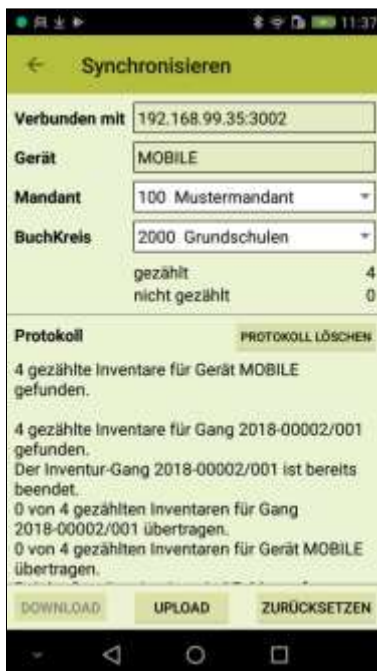 11:37
Synchronisieren
Verbunden mit 192.168.99.35:3002
Gerät MOBILE
Mandant 100 Mustermandant
BuchKreis 2000 Grundschulen
gezählt 4
nicht gezählt 0
Protokoll PROTOKOLL LÖSCHEN
4 gezählte Inventare für Gerät MOBILE
gefunden.
4 gezählte Inventare für Gang 2018-00002/001
gefunden.
Der Inventur-Gang 2018-00002/001 ist bereits
beendet.
0 von 4 gezählten Inventaren für Gang
2018-00002/001 übertragen.
0 von 4 gezählten Inventaren für Gerät MOBILE
übertragen.
DOWNLOAD UPLOAD ZURÜCKSETZEN